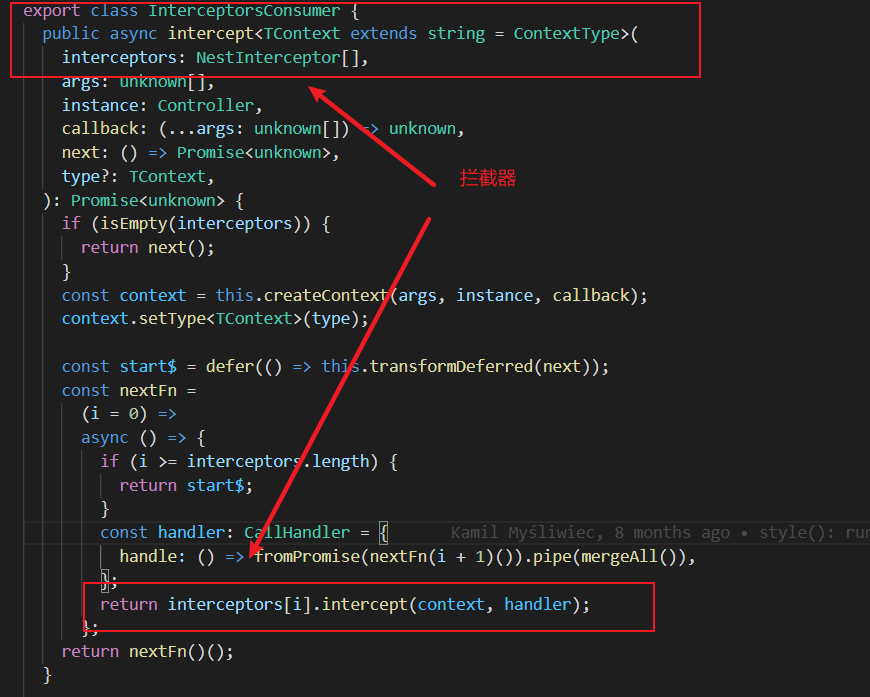 export class InterceptorsConsumer {
public async intercept<TContext extends string = ContextType>(
interceptors: NestInterceptor[],
args: unknown[],
instance: Controller,
callback: (...args: unknown[]) => unknown,
next: () => Promise<unknown>,
type?: TContext,
拦截器
): Promise<unknown> {
if (isEmpty(interceptors)) {
return next();
}
const context = this.createContext(args, instance, callback);
context.setType<TContext>(type);
const start$ = defer(() => this.transformDeferred(next));
const nextFn =
(i = 0) =>
async () => {
if (i >= interceptors.length) {
return start$;
}
const handler: CallHandler = { Kamil Myśliwiec, 8 months ago • style(): ru
handle: () => fromPromise(nextFn(i + 1)()).pipe(mergeAll()),
};
return interceptors[i].intercept(context, handler);
};
return nextFn()();
}